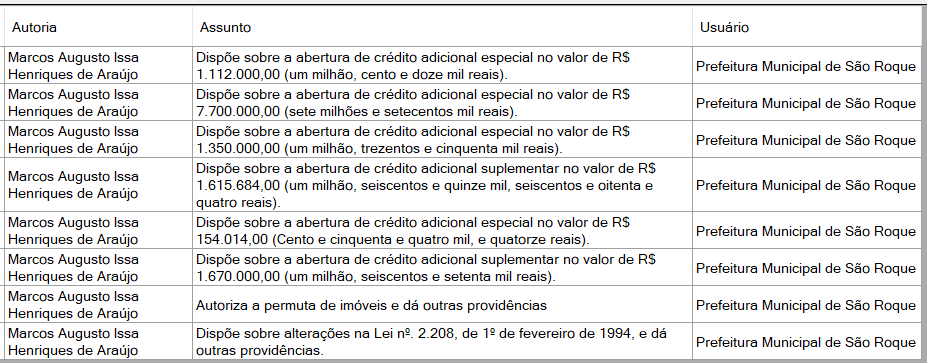 Autoria Assunto Usuário
Marcos Augusto Issa
Henriques de Araújo
Dispõe sobre a abertura de crédito adicional especial no valor de R$
1.112.000,00 (um milhão, cento e doze mil reais).
Prefeitura Municipal de São Roque
Marcos Augusto Issa
Henriques de Araújo
Dispõe sobre a abertura de crédito adicional especial no valor de R$
7.700.000,00 (sete milhões e setecentos mil reais).
Prefeitura Municipal de São Roque
Marcos Augusto Issa
Henriques de Araújo
Dispõe sobre a abertura de crédito adicional especial no valor de R$
1.350.000,00 (um milhão, trezentos e cinquenta mil reais).
Prefeitura Municipal de São Roque
Marcos Augusto Issa
Henriques de Araújo
Dispõe sobre a abertura de crédito adicional suplementar no valor de R$
1.615.684,00 (um milhão, seiscentos e quinze mil, seiscentos e oitenta e
quatro reais).
Prefeitura Municipal de São Roque
Marcos Augusto Issa
Henriques de Araújo
Dispõe sobre a abertura de crédito adicional especial no valor de R$
154.014,00 (Cento e cinquenta e quatro mil, e quatorze reais).
Prefeitura Municipal de São Roque
Marcos Augusto Issa
Henriques de Araújo
Dispõe sobre a abertura de crédito adicional suplementar no valor de R$
1.670.000,00 (um milhão, seiscentos e setenta mil reais).
Prefeitura Municipal de São Roque
Marcos Augusto Issa
Henriques de Araújo
Autoriza a permuta de imóveis e dá outras providências
Prefeitura Municipal de São Roque
Marcos Augusto Issa
Henriques de Araújo
Dispõe sobre alterações na Lei nº. 2.208, de 1º de fevereiro de 1994, e dá
outras providências.
Prefeitura Municipal de São Roque